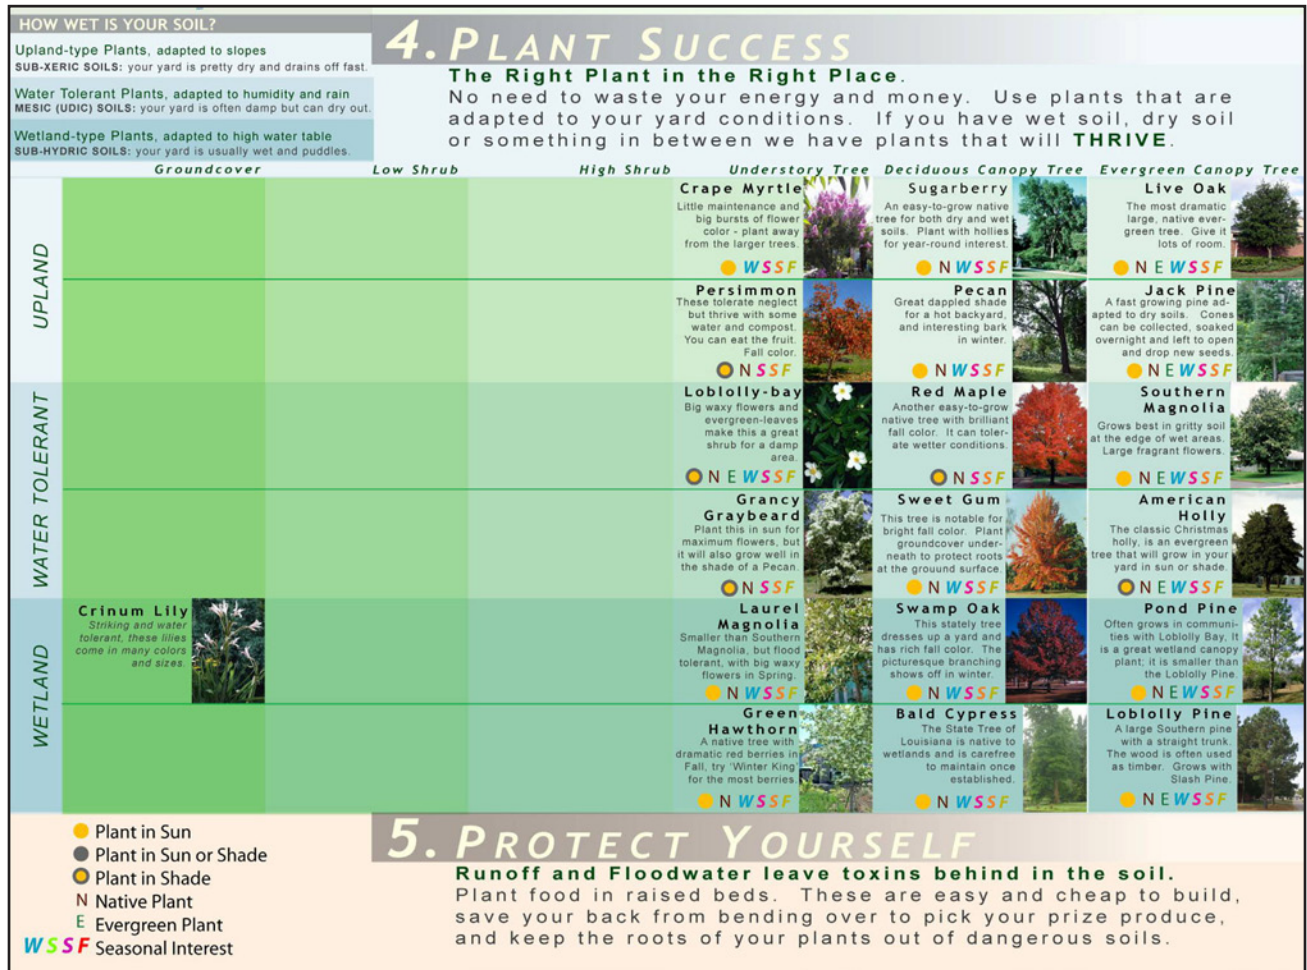 HOW WET IS YOUR SOIL?
Upland-type Plants, adapted to slopes
SUB-XERIC SOILS: your yard is pretty dry and drains off fast.
Water Tolerant Plants, adapted to humidity and rain
MESIC (UDIC) SOILS: your yard is often damp but can dry out.
Wetland-type Plants, adapted to high water table
SUB-HYDRIC SOILS: your yard is usually wet and puddles.
4. PLANT SUCCESS
The Right Plant in the Right Place.
No need to waste your energy and money. Use plants that are
adapted to your yard conditions. If you have wet soil, dry soil
or something in between we have plants that will THRIVE.
Groundcover
Low Shrub
High Shrub
Understory Tree
Deciduous Canopy Tree
Evergreen Canopy Tree
UPLAND
Crape Myrtle
Little maintenance and
big bursts of flower
color - plant away
from the larger trees.
WSSF
Sugarberry
An easy-to-grow native
tree for both dry and wet
soils. Plant with hollies
for year-round interest.
N WSSF
Live Oak
The most dramatic
large, native ever-
green tree. Give it
lots of room.
N E WSSF
Persimmon
These tolerate neglect
but thrive with some
water and compost.
You can eat the fruit.
Fall color.
N SSF
Pecan
Great dappled shade
for a hot backyard,
and interesting bark
in winter.
N WSSF
Jack Pine
A fast growing pine ad-
apted to dry soils. Cones
can be collected, soaked
overnight and left to open
and drop new seeds.
N E WSSF
WATER TOLERANT
Loblolly-bay
Big waxy flowers and
evergreen-leaves
make this a great
shrub for a damp
area.
N E WSSF
Red Maple
Another easy-to-grow
native tree with brilliant
fall color. It can toler-
ate wetter conditions.
N SSF
Southern
Magnolia
Grows best in gritty soil
at the edge of wet areas.
Large fragrant flowers.
N E WSSF
Grancy
Graybeard
Plant this in sun for
maximum flowers, but
it will also grow well in
the shade of a Pecan.
N SSF
Sweet Gum
This tree is notable for
bright fall color. Plant
groundcover under-
neath to protect roots
at the grouund surface.
N WSSF
American
Holly
The classic Christmas
holly, is an evergreen
tree that will grow in your
yard in sun or shade.
N E WSSF
WETLAND
Crinum Lily
Striking and water
tolerant, these lilies
come in many colors
and sizes.
Laurel
Magnolia
Smaller than Southern
Magnolia, but flood
tolerant, with big waxy
flowers in Spring.
N WSSF
Swamp Oak
This stately tree
dresses up a yard and
has rich fall color. The
picturesque branching
shows off in winter.
N WSSF
Pond Pine
Often grows in communi-
ties with Loblolly Bay, It
is a great wetland canopy
plant; it is smaller than
the Loblolly Pine.
N E WSSF
Green
Hawthorn
A native tree with
dramatic red berries in
Fall, try 'Winter King'
for the most berries.
N WSSF
Bald Cypress
The State Tree of
Louisiana is native to
wetlands and is carefree
to maintain once
established.
N WSSF
Loblolly Pine
A large Southern pine
with a straight trunk.
The wood is often used
as timber. Grows with
Slash Pine.
N E WSSF
Plant in Sun
Plant in Sun or Shade
Plant in Shade
N Native Plant
E Evergreen Plant
WSSF Seasonal Interest
5. PROTECT YOURSELF
Runoff and Floodwater leave toxins behind in the soil.
Plant food in raised beds. These are easy and cheap to build,
save your back from bending over to pick your prize produce,
and keep the roots of your plants out of dangerous soils.